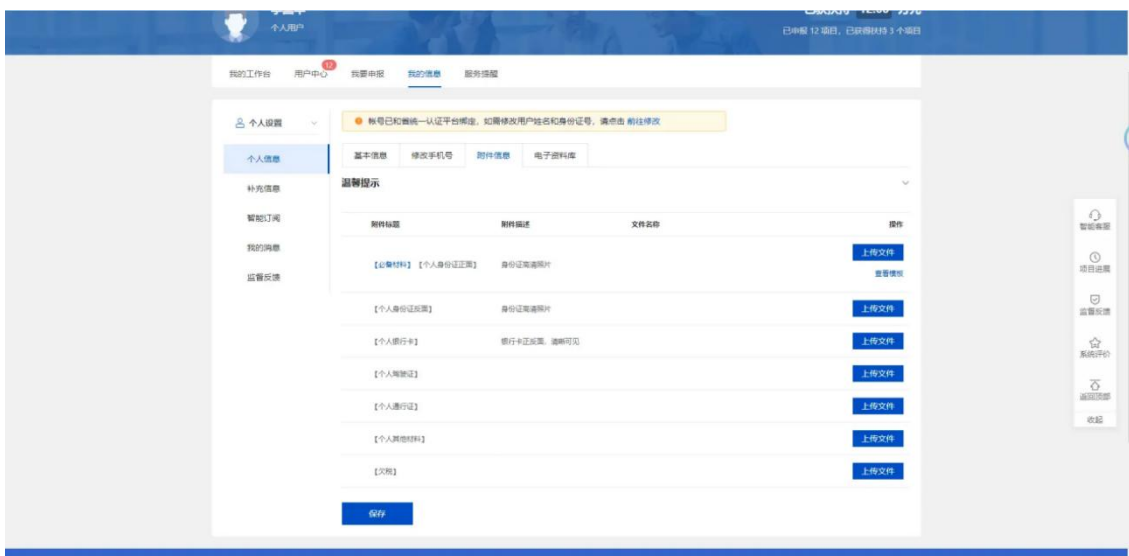 个人用户
已申报 12 项目，已获得扶持 3 个项目
我的工作台 用户中心 12 我要申报 我的信息 服务提醒
个人设置
帐号已和省统一认证平台绑定，如需修改用户姓名和身份证号，请点击 前往修改
个人信息
基本信息 修改手机号 附件信息 电子资料库
补充信息
温馨提示
智能订阅
附件标题 附件描述 文件名称 操作
我的消息
【必备材料】【个人身份证正面】 身份证高清照片 上传文件
查看模板
监督反馈
【个人身份证反面】 身份证高清照片 上传文件
【个人银行卡】 银行卡正反面，清晰可见 上传文件
【个人驾驶证】 上传文件
【个人通行证】 上传文件
【个人其他材料】 上传文件
【欠税】 上传文件
保存
智能客服
项目进展
监督反馈
系统评价
返回顶部
收起